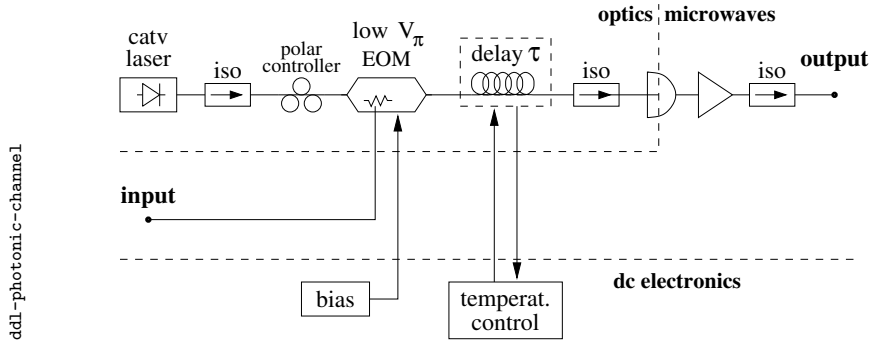 optics microwaves
catv
laser
iso
polar
controller
low Vπ
EOM
delay τ
iso
iso
output
input
bias
temperat.
control
dc electronics
ddl-photonic-channel